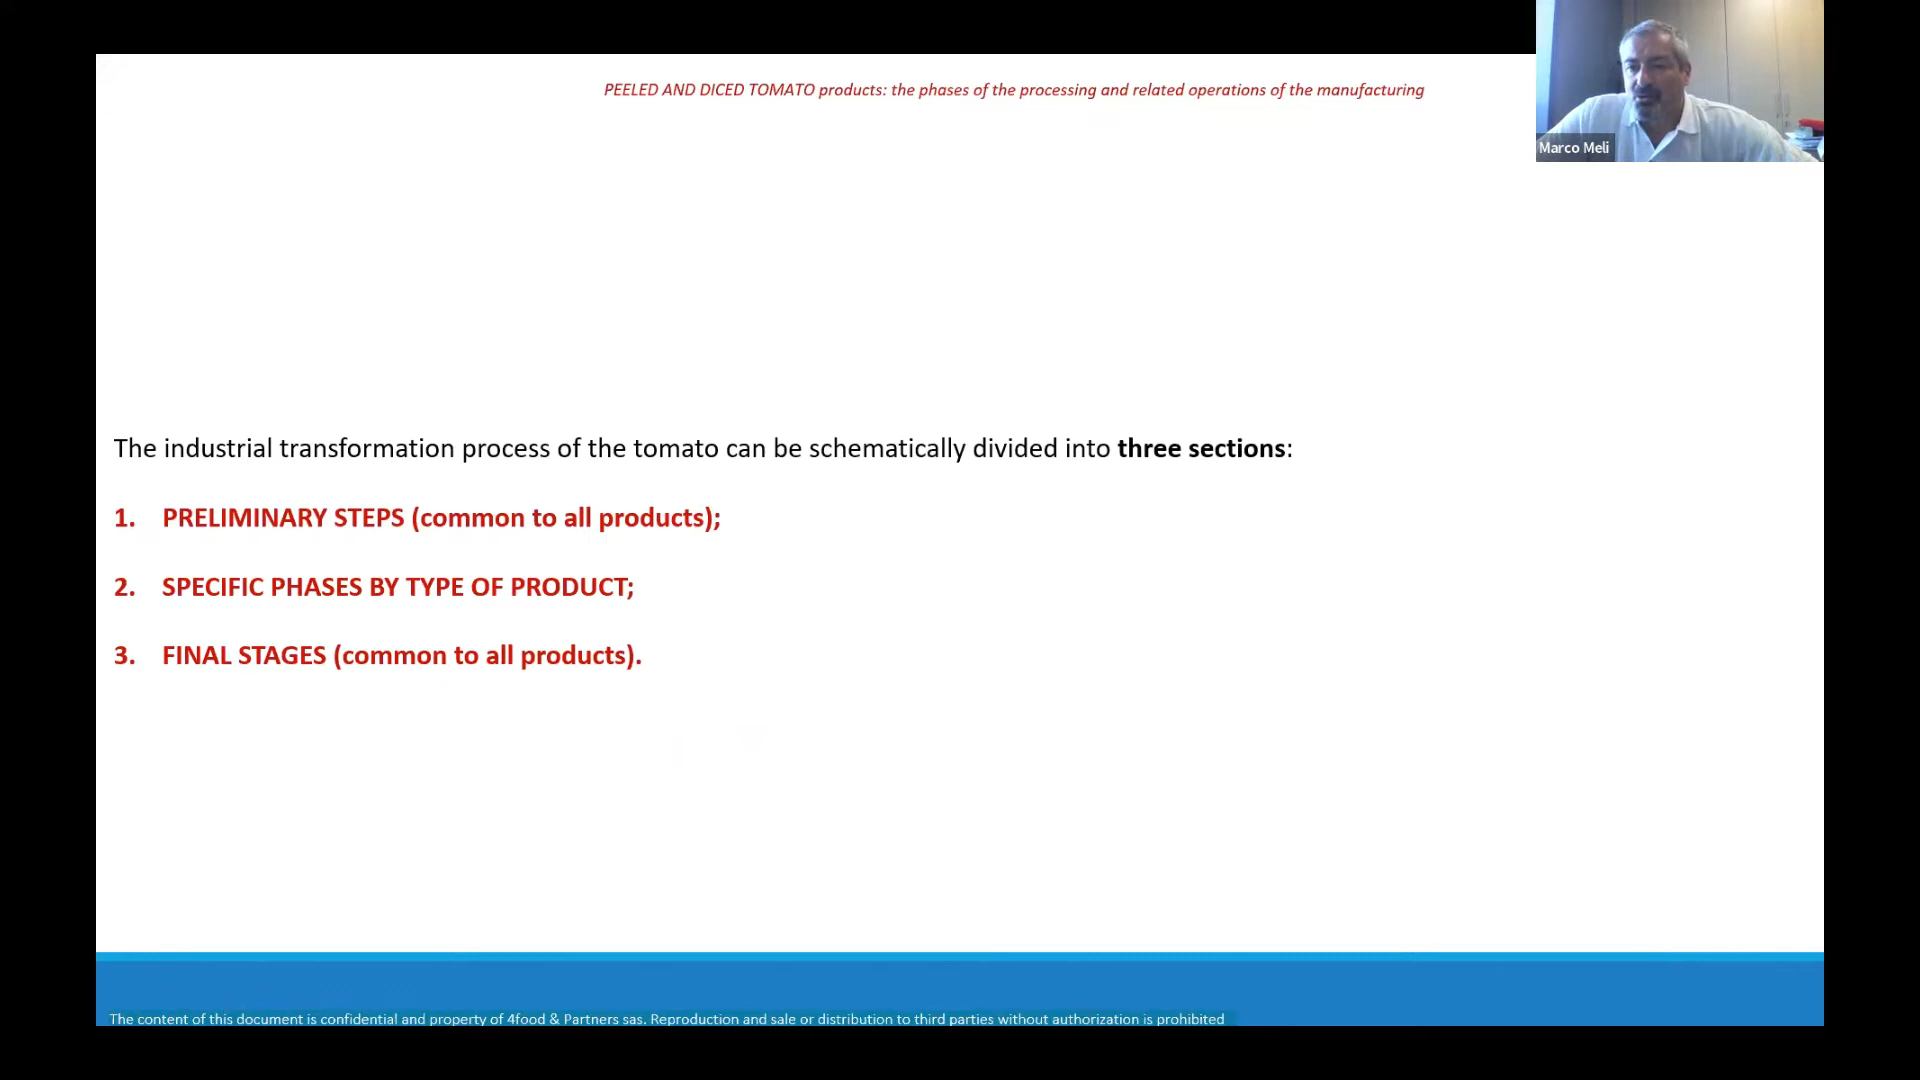 PEELED AND DICED TOMATO products: the phases of the processing and related operations of the manufacturing
Marco Meli
The industrial transformation process of the tomato can be schematically divided into three sections:
1. PRELIMINARY STEPS (common to all products);
2. SPECIFIC PHASES BY TYPE OF PRODUCT;
3. FINAL STAGES (common to all products).
The content of this document is confidential and property of 4food & Partners sas. Reproduction and sale or distribution to third parties without authorization is prohibited